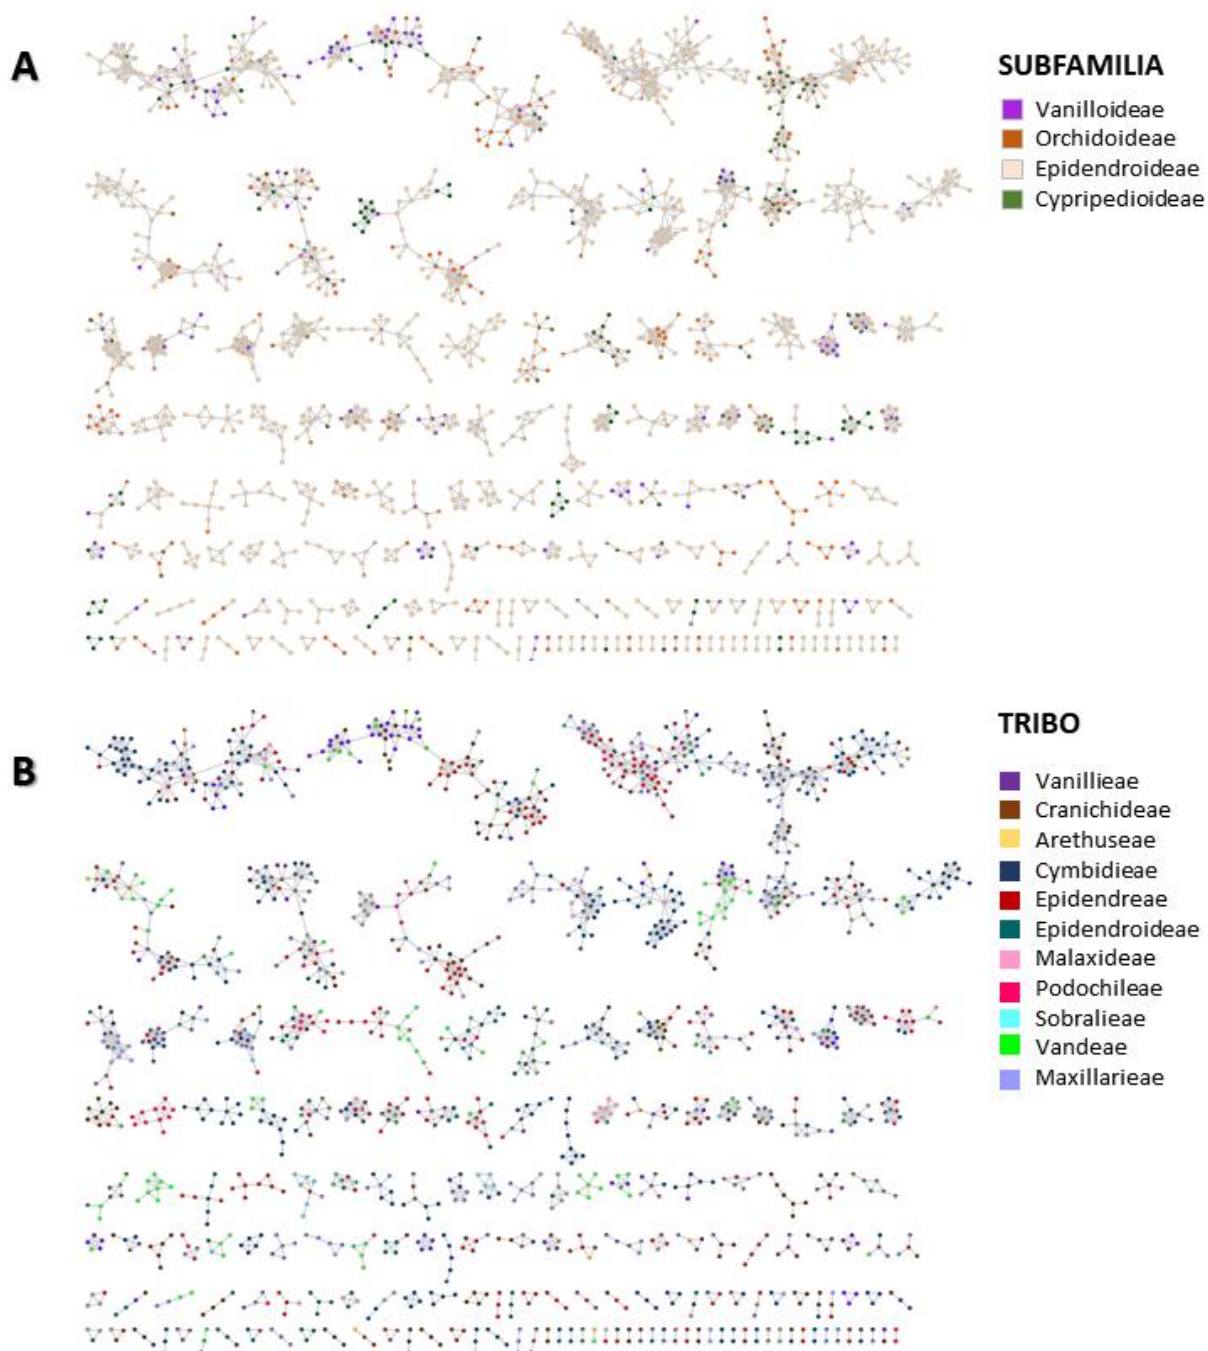 A
SUBFAMILIA
Vanilloideae
Orchidoideae
Epidendroideae
Cypripedioideae
B
TRIBO
Vanillieae
Cranichideae
Arethuseae
Cymbidieae
Epidendreae
Epidendroideae
Malaxideae
Podochileae
Sobralieae
Vandeae
Maxillarieae